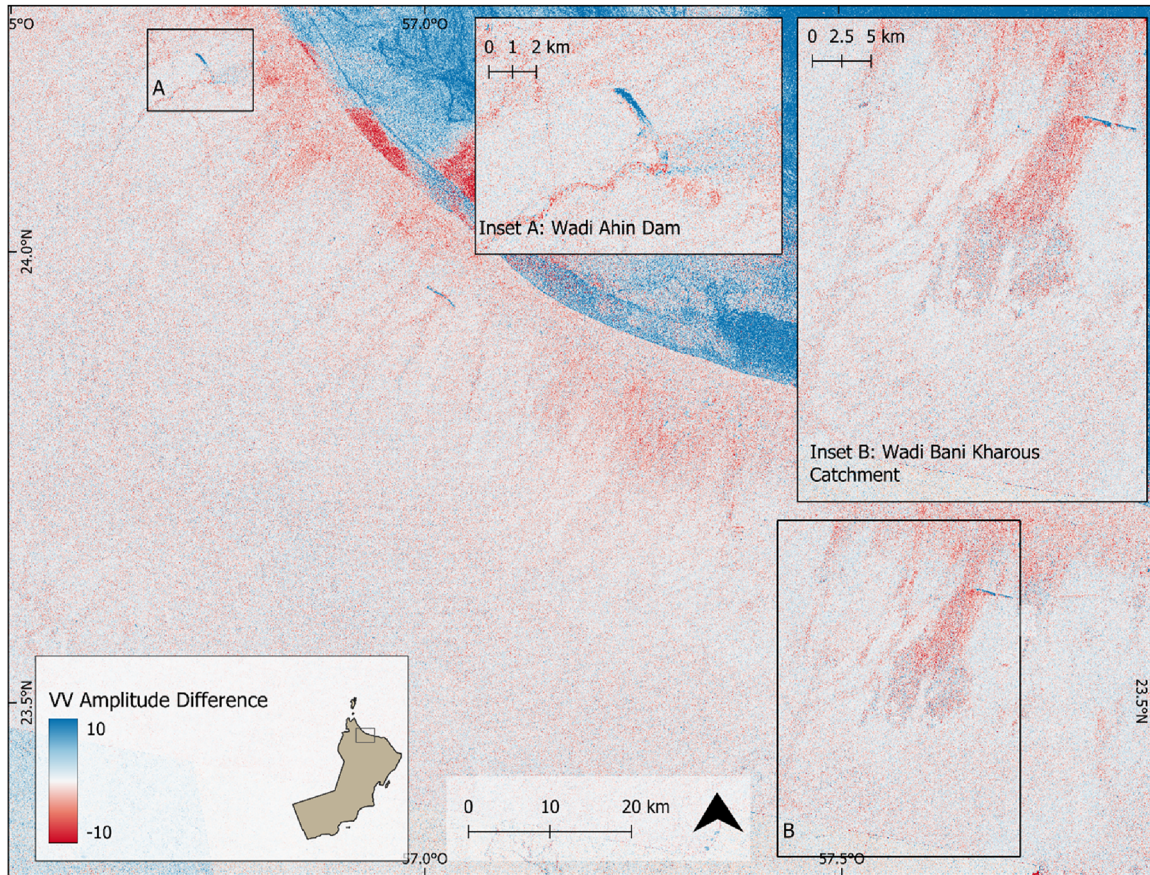 5°O
57.0°O
0 1 2 km
0 2.5 5 km
A
Inset A: Wadi Ahin Dam
24.0°N
Inset B: Wadi Bani Kharous
Catchment
VV Amplitude Difference
10
-10
23.5°N
23.5°N
0 10 20 km
B
57.0°O
57.5°O